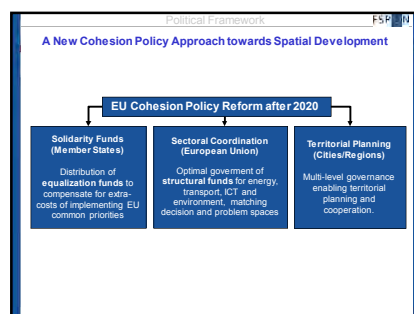 Political Framework
A New Cohesion Policy Approach towards Spatial Development
EU Cohesion Policy Reform after 2020
Solidarity Funds
(Member States)
Distribution of
equalization funds to
compensate for extra-
costs of implementing EU
common priorities
Sectoral Coordination
(European Union)
Optimal goverment of
structural funds for energy,
transport, ICT and
environment, matching
decision and problem spaces
Territorial Planning
(Cities/Regions)
Multi-level governance
enabling territorial
planning and
cooperation.